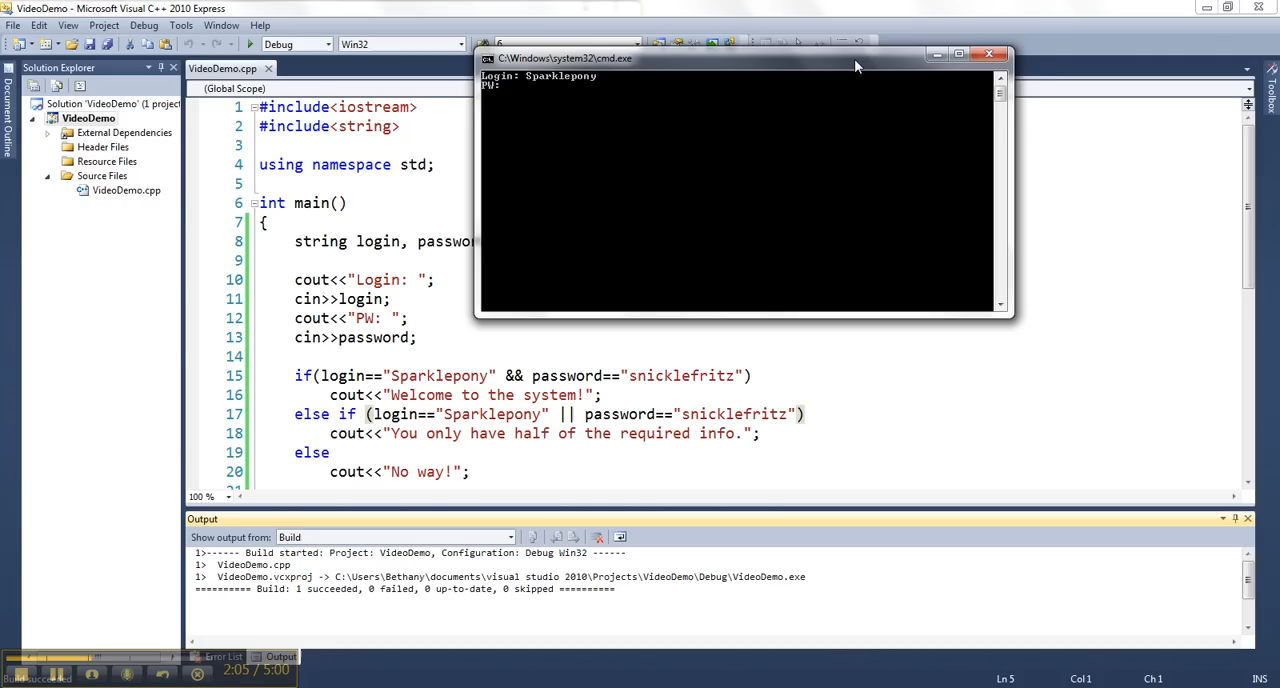 VideoDemo - Microsoft Visual C++ 2010 Express
File Edit View Project Debug Tools Window Help
Debug Win32
Solution Explorer
VideoDemo.cpp
C:\Windows\system32\cmd.exe
Login: Sparklepony
PW:
Document Outline
Toolbox
Solution 'VideoDemo' (1 project
VideoDemo
External Dependencies
Header Files
Resource Files
Source Files
VideoDemo.cpp
(Global Scope)
1 #include<iostream>
2 #include<string>
3
4 using namespace std;
5
6 int main()
7 {
8 string login, passwor
9
10 cout<<"Login: ";
11 cin>>login;
12 cout<<"PW: ";
13 cin>>password;
14
15 if(login=="Sparklepony" && password=="snicklefritz")
16 cout<<"Welcome to the system!";
17 else if (login=="Sparklepony" || password=="snicklefritz")
18 cout<<"You only have half of the required info.";
19 else
20 cout<<"No way!";
100 %
Output
Show output from: Build
1>------ Build started: Project: VideoDemo, Configuration: Debug Win32 ------
1> VideoDemo.cpp
1> VideoDemo.vcxproj -> C:\Users\Bethany\documents\visual studio 2010\Projects\VideoDemo\Debug\VideoDemo.exe
========== Build: 1 succeeded, 0 failed, 0 up-to-date, 0 skipped ==========
Error List Output
2:05 / 5:00
Build succeeded
Ln 5 Col 1 Ch 1 INS